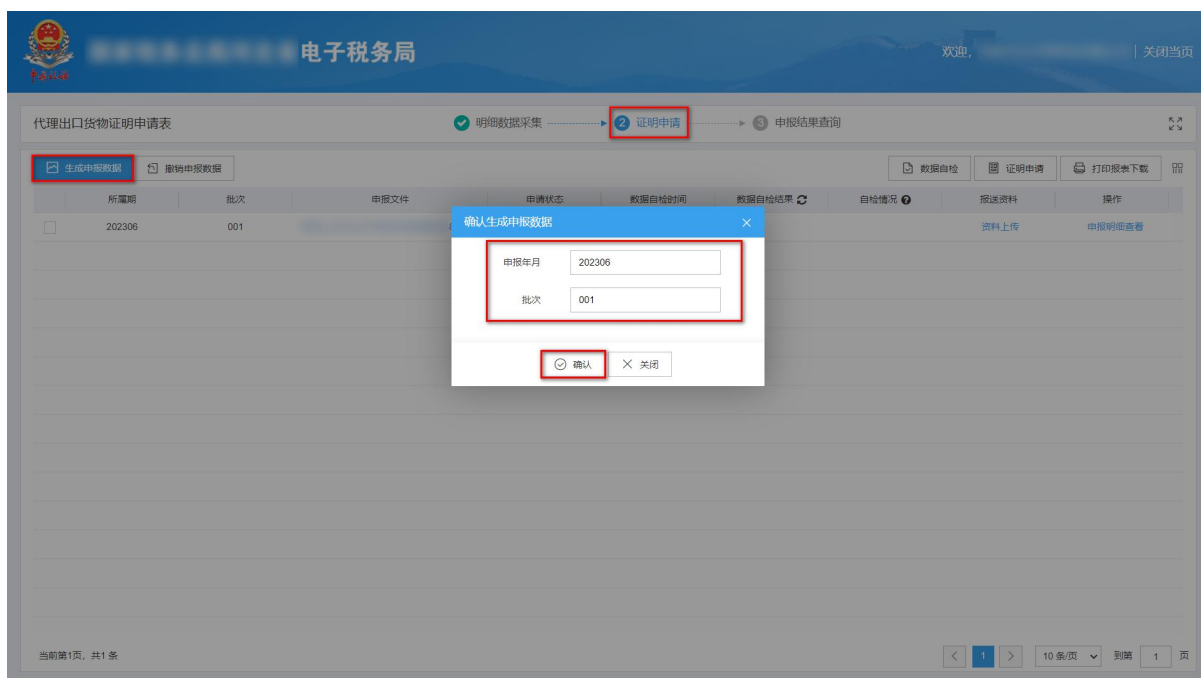 电子税务局
欢迎,
关闭当页
代理出口货物证明申请表
明细数据采集
2 证明申请
3 申报结果查询
生成申报数据
撤销申报数据
数据自检
证明申请
打印报表下载
所属期 批次 申报文件 申请状态 数据自检时间 数据自检结果 自检情况 报送资料 操作
202306 001 资料上传 申报明细查看
确认生成申报数据
申报年月 202306
批次 001
确认 关闭
当前第1页, 共1 条
1
10 条/页 到第 1 页